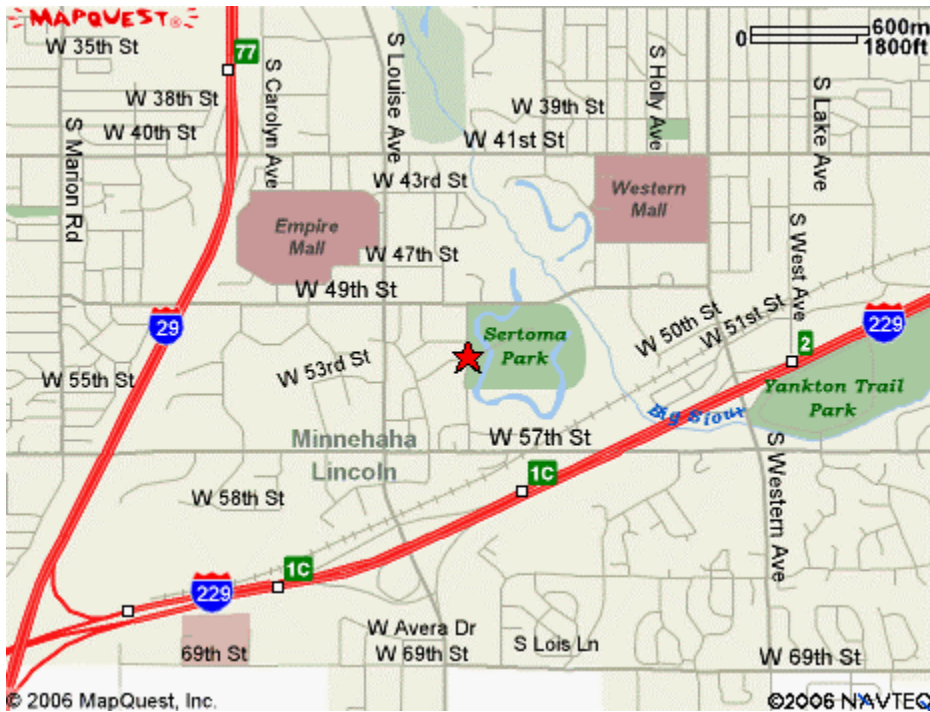 MAPQUEST®
0 600m
1800ft
W 35th St
77
S Carolyn Ave
S Louise Ave
S Holly Ave
S Lake Ave
S Marion Rd
W 38th St
W 39th St
W 40th St
W 41st St
W 43rd St
Western
Mall
Empire
Mall
W 47th St
S West Ave
W 49th St
29
Sertoma
Park
W 50th St
W 51st St
2
229
W 53rd St
W 55th St
Yankton Trail
Park
Big Sioux
Minnehaha
W 57th St
Lincoln
1C
W 58th St
S Western Ave
1C
229
W Avera Dr
69th St
W 69th St
S Lois Ln
W 69th St
© 2006 MapQuest, Inc.
©2006 NAVTEQ